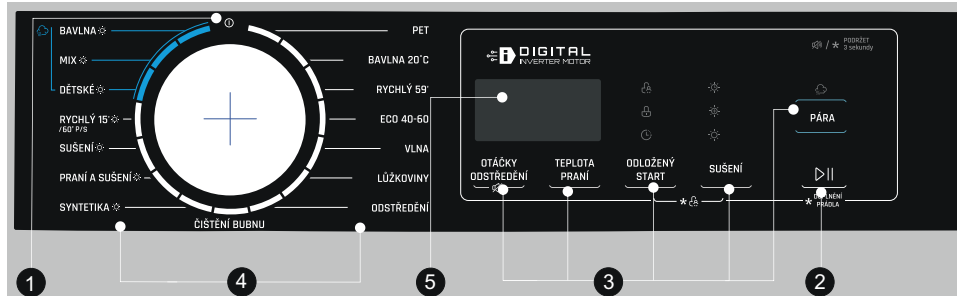 BAVLNA
MIX
DĚTSKÉ
RYCHLÝ 15'
/60' P/S
SUŠENÍ
PRANÍ A SUŠENÍ
SYNTETIKA
ČIŠTĚNÍ BUBNU
PET
BAVLNA 20°C
RYCHLÝ 59'
ECO 40-60
VLNA
LŮŽKOVINY
ODSTŘEDĚNÍ
DIGITAL
INVERTER MOTOR
/ * PODRŽET
3 sekundy
OTÁČKY
ODSTŘEDĚNÍ
TEPLOTA
PRANÍ
ODLOŽENÝ
START
SUŠENÍ
PÁRA
*
* DOPLNĚNÍ
PRÁDLA
1
4
5
3
2